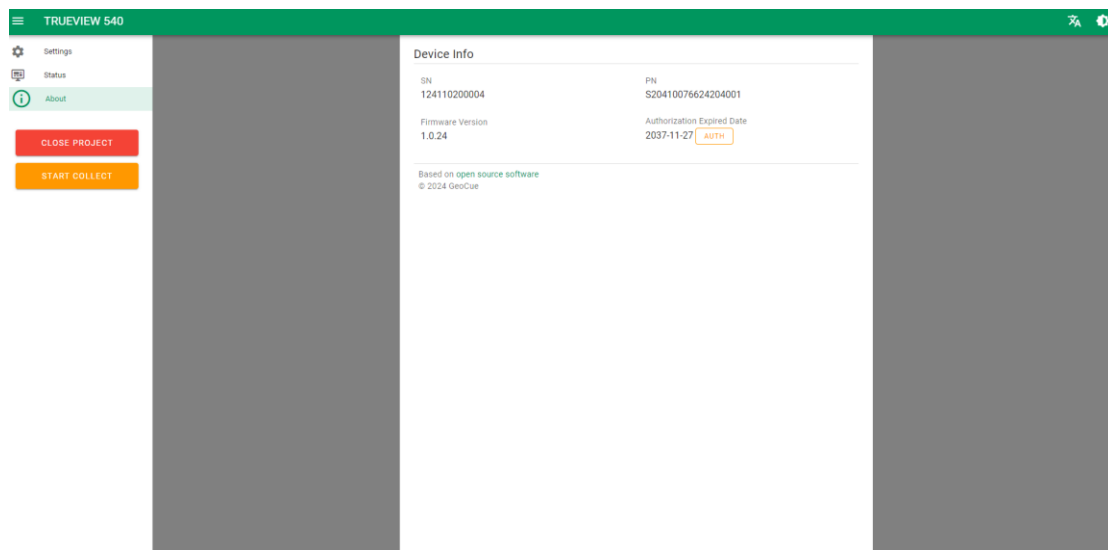 TRUEVIEW 540
Settings
Status
About
CLOSE PROJECT
START COLLECT
Device Info
SN
124110200004
PN
S20410076624204001
Firmware Version
1.0.24
Authorization Expired Date
2037-11-27 AUTH
Based on open source software
© 2024 GeoCue